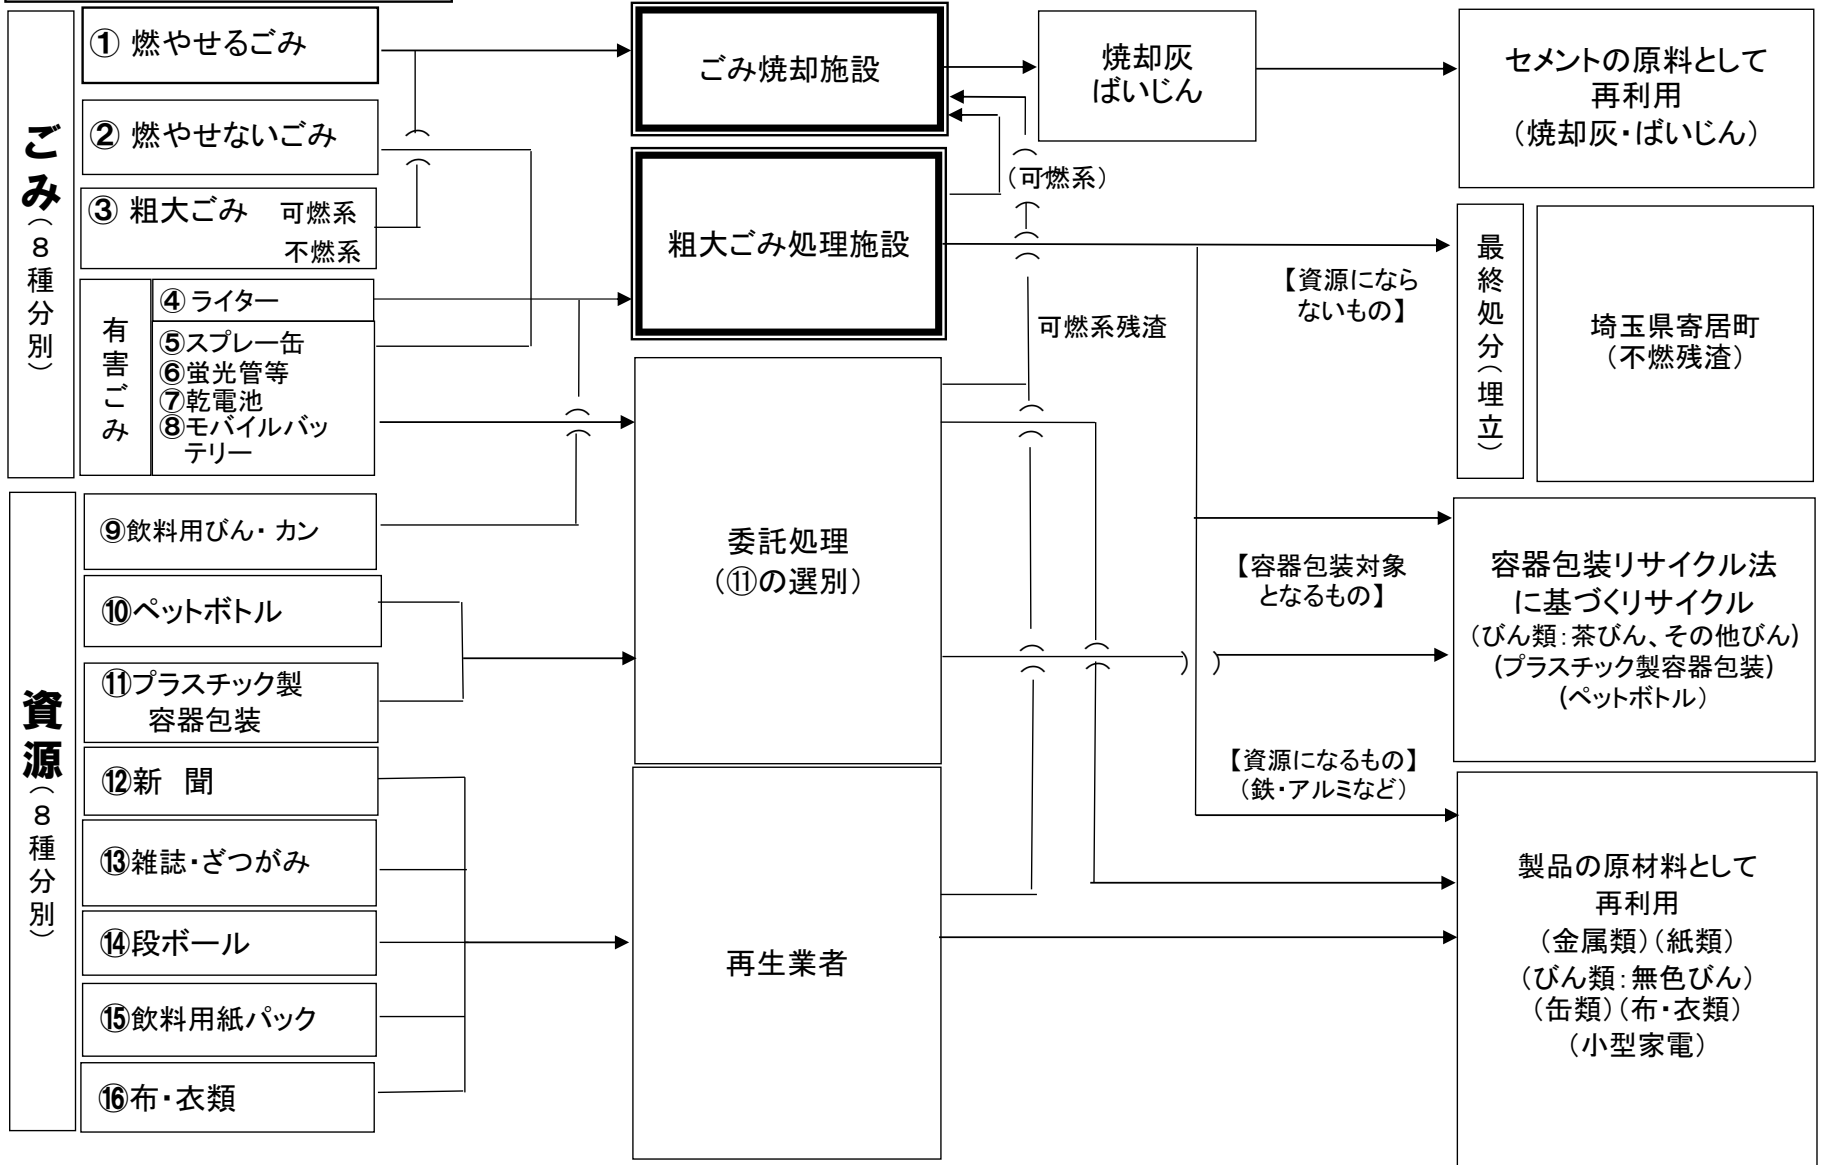 ごみ（８種分別）
① 燃やせるごみ
② 燃やせないごみ
③ 粗大ごみ　可燃系
不燃系
有害ごみ
④ ライター
⑤スプレー缶
⑥蛍光管等
⑦乾電池
⑧モバイルバッ
テリー
資源（８種分別）
⑨飲料用びん・ カン
⑩ペットボトル
⑪プラスチック製
容器包装
⑫新　聞
⑬雑誌・ざつがみ
⑭段ボール
⑮飲料用紙パック
⑯布・衣類
ごみ焼却施設
粗大ごみ処理施設
委託処理
（⑪の選別）
再生業者
焼却灰
ばいじん
（可燃系）
可燃系残渣
【資源になら
ないもの】
【容器包装対象
となるもの】
【資源になるもの】
（鉄・アルミなど）
セメントの原料として
再利用
（焼却灰・ばいじん）
最終処分（埋立）
埼玉県寄居町
（不燃残渣）
容器包装リサイクル法
に基づくリサイクル
（びん類：茶びん、その他びん)
(プラスチック製容器包装)
(ペットボトル）
製品の原材料として
再利用
（金属類）（紙類）
（びん類：無色びん）
（缶類）（布・衣類）
（小型家電）